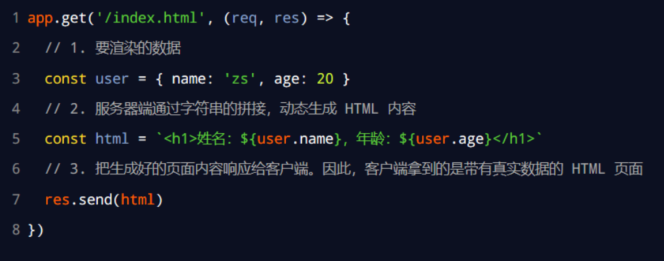 1 app.get('/index.html', (req, res) => {
2   // 1. 要渲染的数据
3   const user = { name: 'zs', age: 20 }
4   // 2. 服务器端通过字符串的拼接，动态生成 HTML 内容
5   const html = `<h1>姓名：${user.name}，年龄：${user.age}</h1>`
6   // 3. 把生成好的页面内容响应给客户端。因此，客户端拿到的是带有真实数据的 HTML 页面
7   res.send(html)
8 })